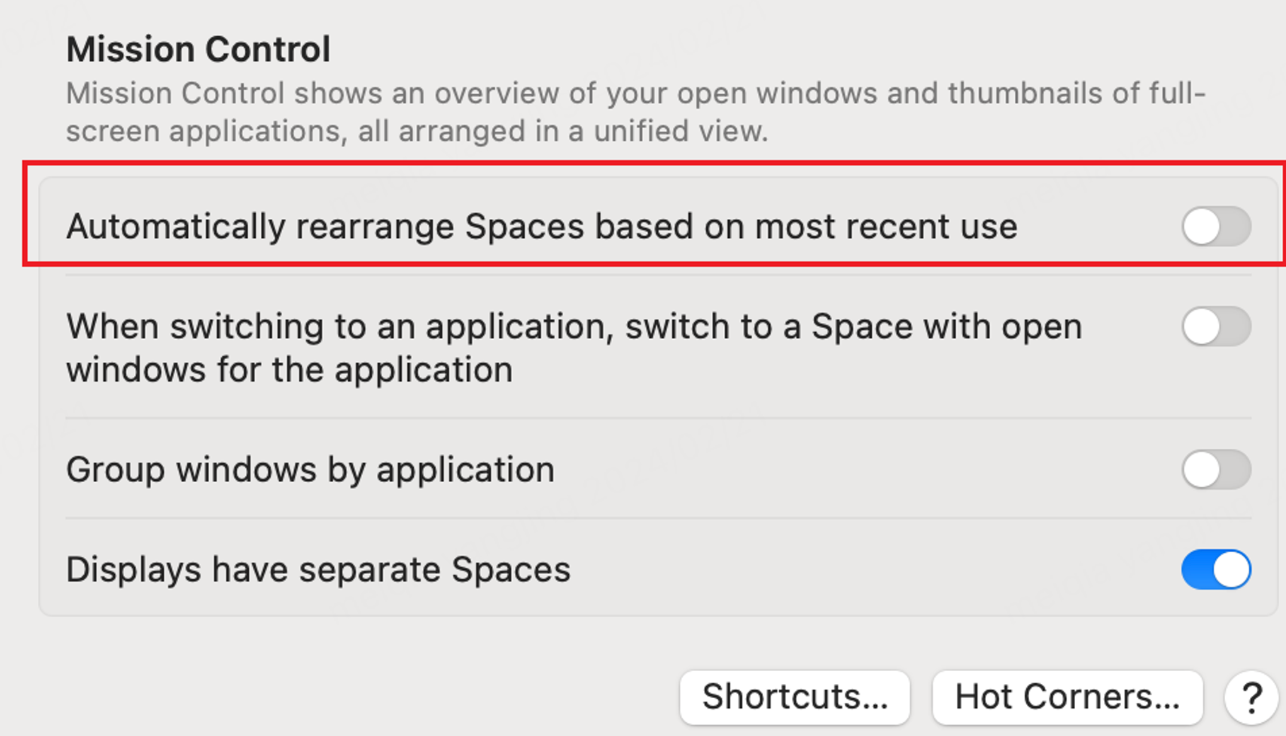 Mission Control
Mission Control shows an overview of your open windows and thumbnails of full-
screen applications, all arranged in a unified view.
Automatically rearrange Spaces based on most recent use
When switching to an application, switch to a Space with open
windows for the application
Group windows by application
Displays have separate Spaces
Shortcuts... Hot Corners... ?